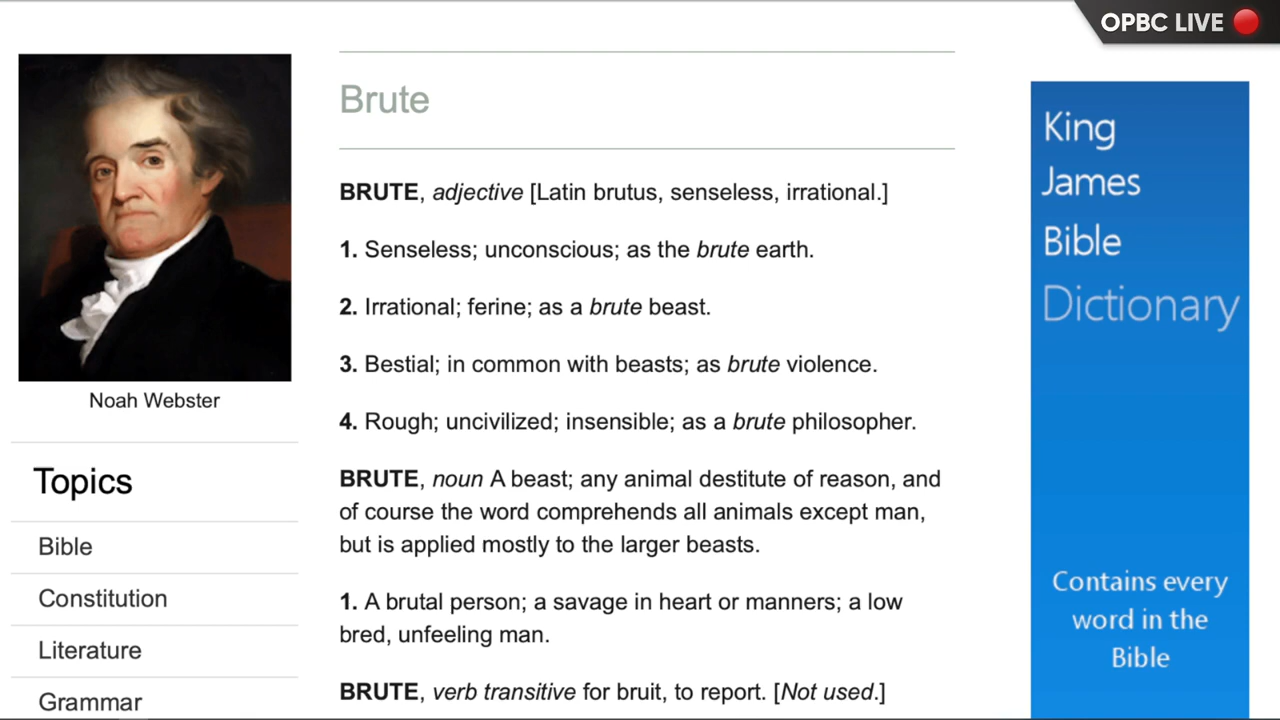 OPBC LIVE
Noah Webster
Topics
Bible
Constitution
Literature
Grammar
Brute
BRUTE, adjective [Latin brutus, senseless, irrational.]
1. Senseless; unconscious; as the brute earth.
2. Irrational; ferine; as a brute beast.
3. Bestial; in common with beasts; as brute violence.
4. Rough; uncivilized; insensible; as a brute philosopher.
BRUTE, noun A beast; any animal destitute of reason, and
of course the word comprehends all animals except man,
but is applied mostly to the larger beasts.
1. A brutal person; a savage in heart or manners; a low
bred, unfeeling man.
BRUTE, verb transitive for bruit, to report. [Not used.]
King
James
Bible
Dictionary
Contains every
word in the
Bible